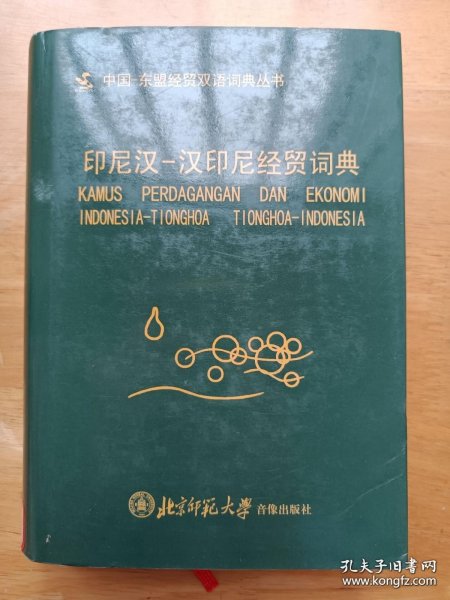 中国-东盟经贸双语词典丛书
印尼汉-汉印尼经贸词典
KAMUS PERDAGANGAN DAN EKONOMI
INDONESIA-TIONGHOA TIONGHOA-INDONESIA
北京师范大学音像出版社
孔夫子旧书网
www.kongfz.com